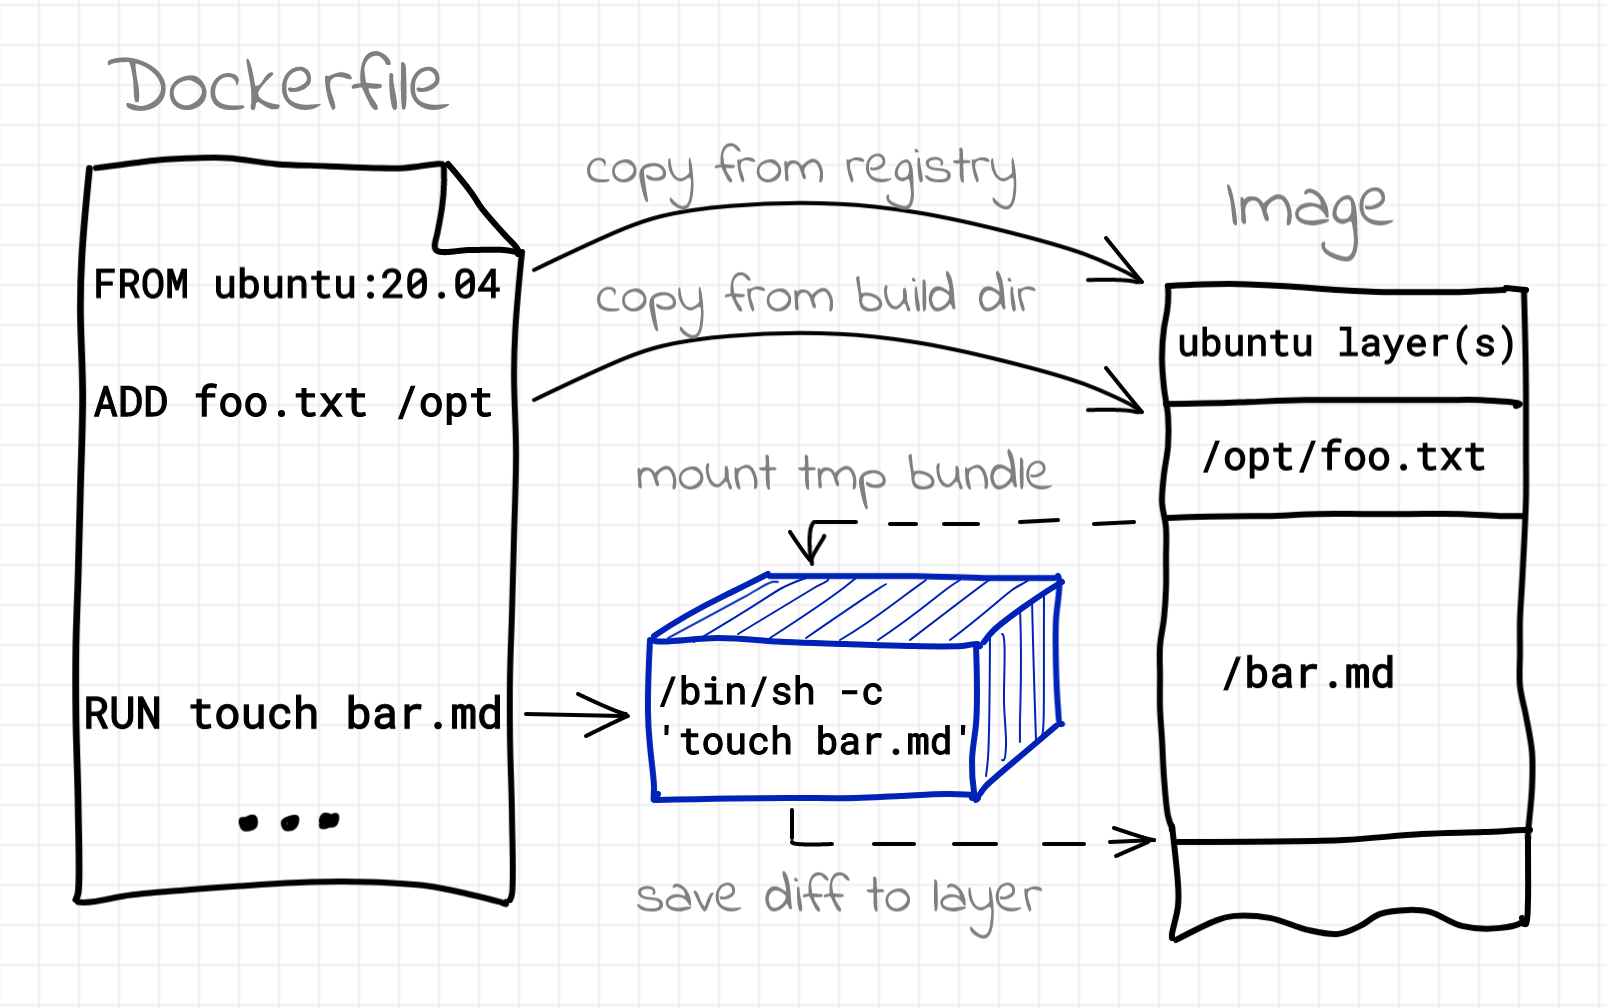 Dockerfile
copy from registry
Image
FROM ubuntu:20.04
copy from build dir
ubuntu layer(s)
ADD foo.txt /opt
/opt/foo.txt
mount tmp bundle
/bar.md
RUN touch bar.md
/bin/sh -c
'touch bar.md'
...
save diff to layer